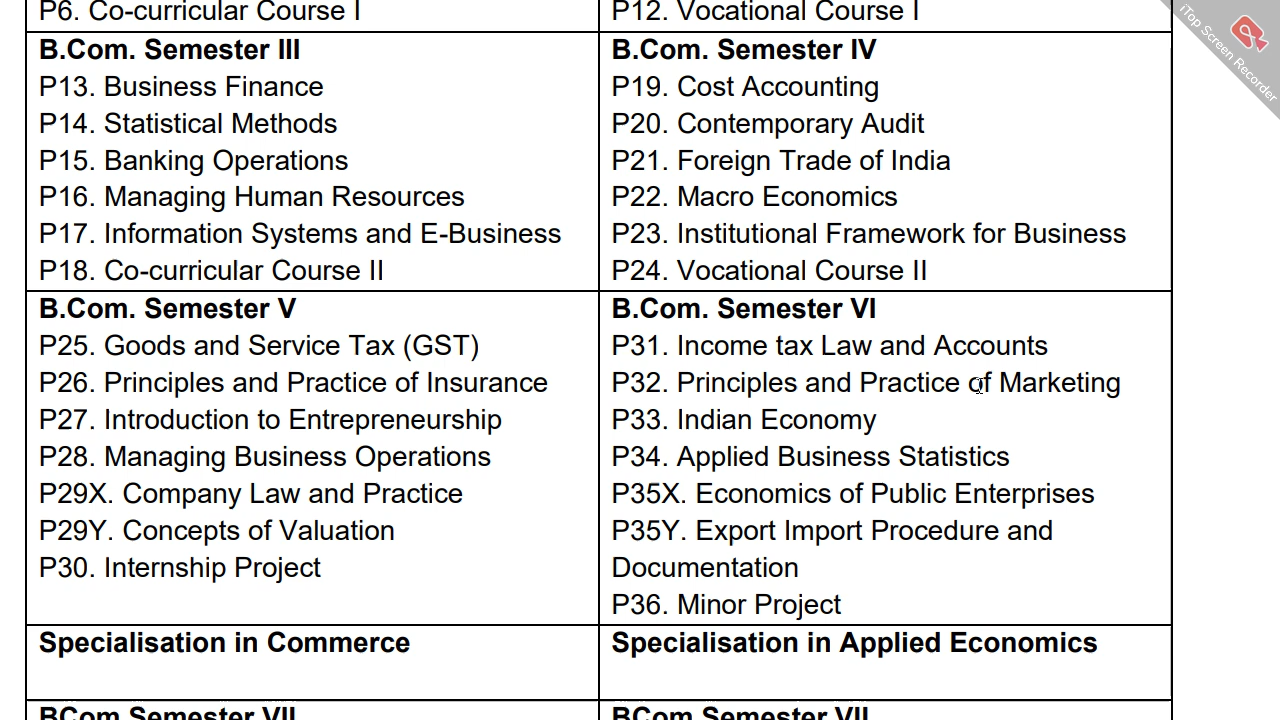 P6. Co-curricular Course I
B.Com. Semester III
P13. Business Finance
P14. Statistical Methods
P15. Banking Operations
P16. Managing Human Resources
P17. Information Systems and E-Business
P18. Co-curricular Course II
B.Com. Semester V
P25. Goods and Service Tax (GST)
P26. Principles and Practice of Insurance
P27. Introduction to Entrepreneurship
P28. Managing Business Operations
P29X. Company Law and Practice
P29Y. Concepts of Valuation
P30. Internship Project
Specialisation in Commerce
BCom Semester VII
P12. Vocational Course I
B.Com. Semester IV
P19. Cost Accounting
P20. Contemporary Audit
P21. Foreign Trade of India
P22. Macro Economics
P23. Institutional Framework for Business
P24. Vocational Course II
B.Com. Semester VI
P31. Income tax Law and Accounts
P32. Principles and Practice of Marketing
P33. Indian Economy
P34. Applied Business Statistics
P35X. Economics of Public Enterprises
P35Y. Export Import Procedure and
Documentation
P36. Minor Project
Specialisation in Applied Economics
BCom Semester VII
iTop Screen Recorder